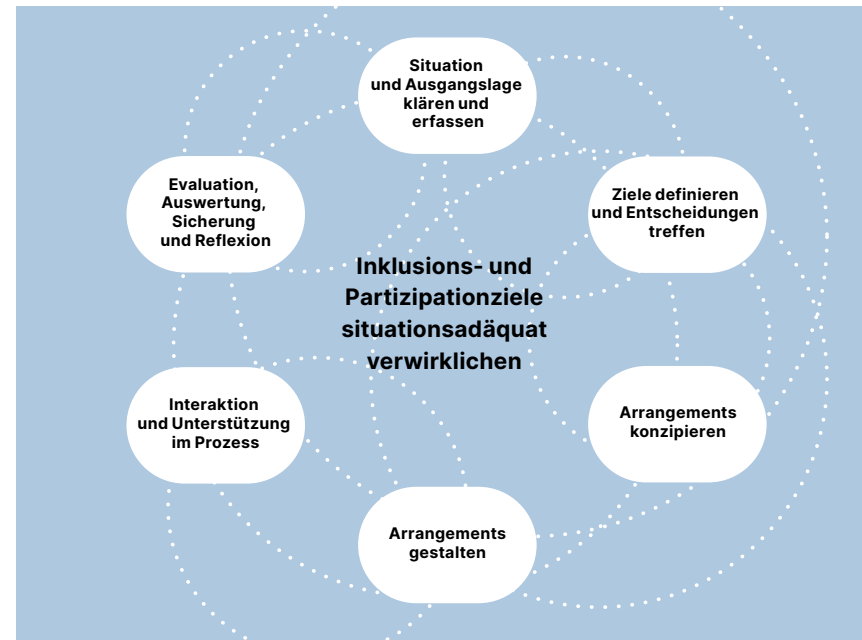 Situation
und Ausgangslage
klären und
erfassen
Ziele definieren
und Entscheidungen
treffen
Arrangements
konzipieren
Arrangements
gestalten
Interaktion
und Unterstützung
im Prozess
Evaluation,
Auswertung,
Sicherung
und Reflexion
Inklusions- und
Partizipationziele
situationsadäquat
verwirklichen